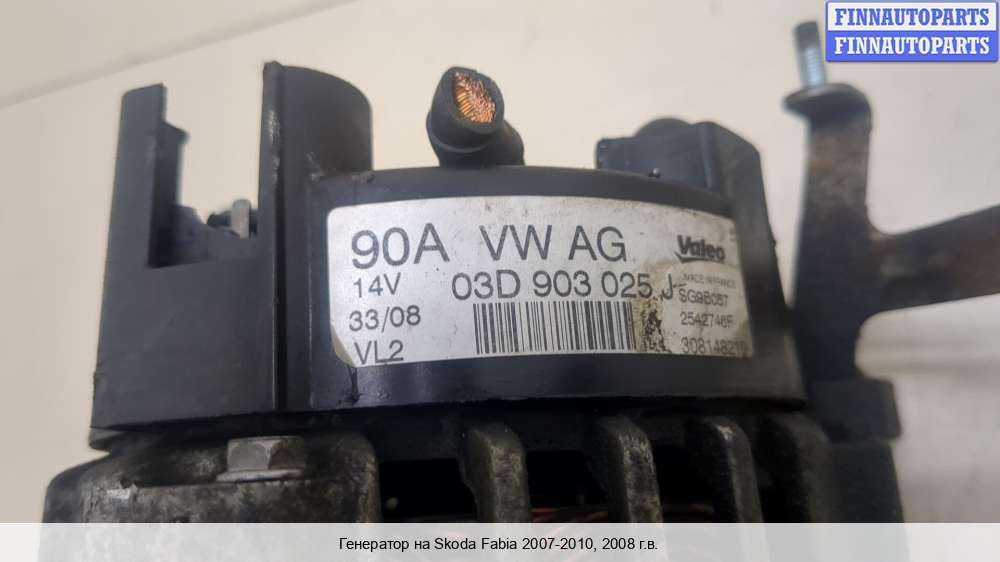 FINNAUTOPARTS
FINNAUTOPARTS
90A VW AG
Valeo
14V
03D 903 025 J
MADE IN FRANCE
SG9B057
33/08
2542746F
VL2
Генератор на Skoda Fabia 2007-2010, 2008 г.в.